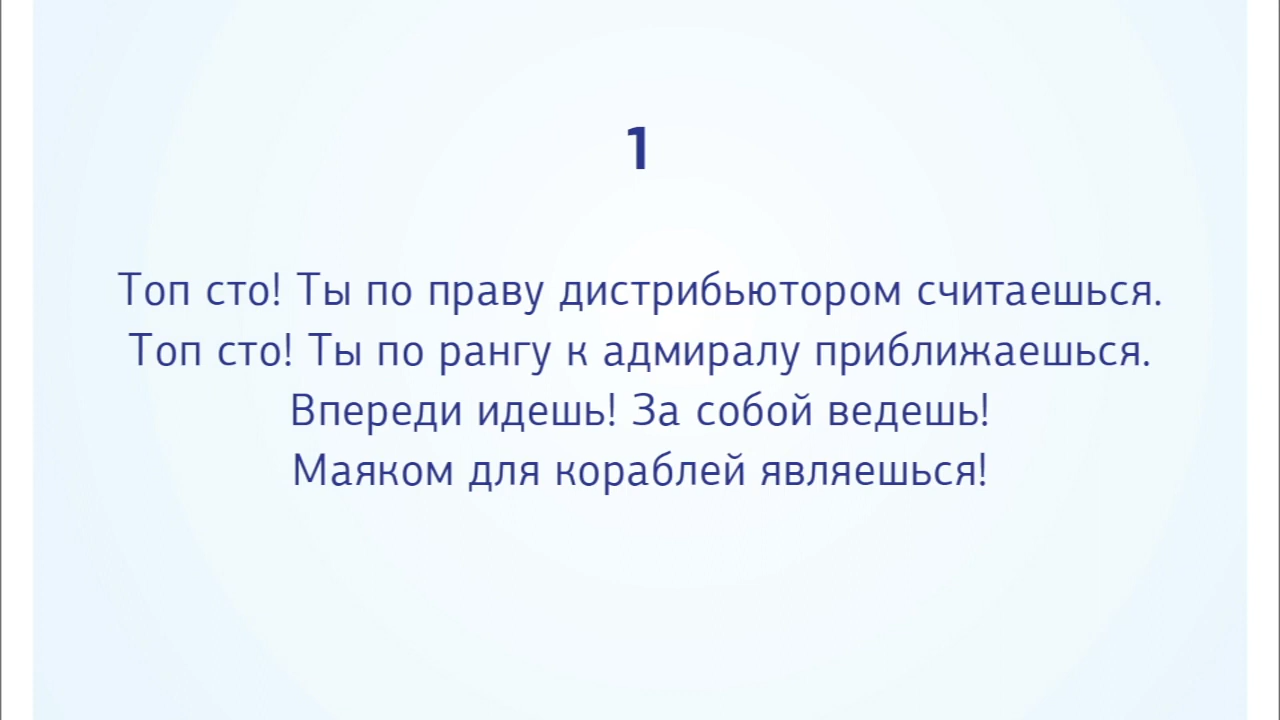 1
Топ сто! Ты по праву дистрибьютором считаешься.
Топ сто! Ты по рангу к адмиралу приближаешься.
Впереди идешь! За собой ведешь!
Маяком для кораблей являешься!